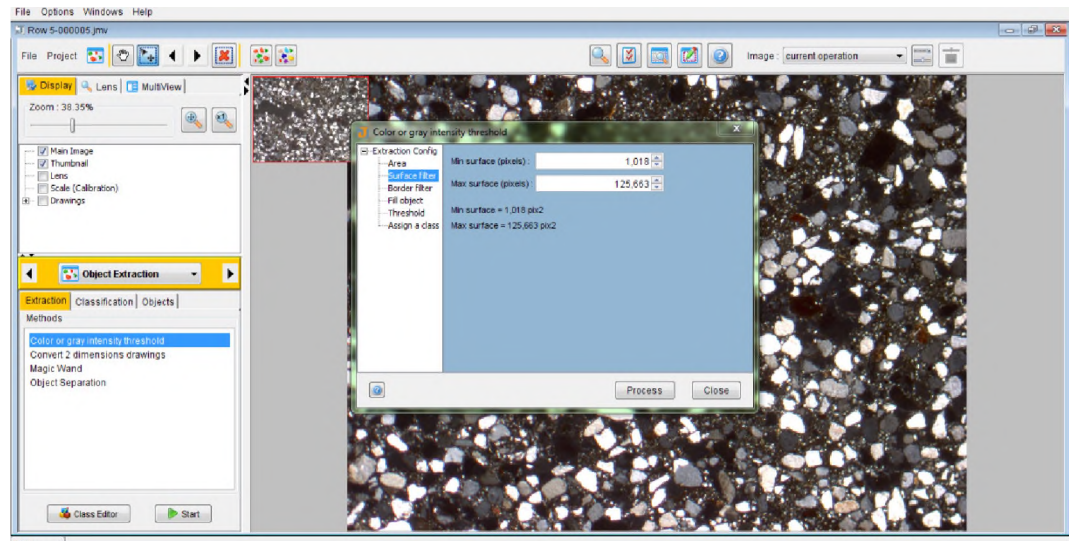 File Options Windows Help
Row 5-000005.jmv
File Project
Image : current operation
Display Lens MultiView
Zoom : 38.35%
Main Image
Thumbnail
Lens
Scale (Calibration)
Drawings
Object Extraction
Extraction Classification Objects
Methods
Color or gray intensity threshold
Convert 2 dimensions drawings
Magic Wand
Object Separation
Class Editor Start
Color or gray intensity threshold
Extraction Config
Area
Surface filter
Border filter
Fill object
Threshold
Assign a class
Min surface (pixels) : 1,018
Max surface (pixels) : 125,663
Min surface = 1,018 pix2
Max surface = 125,663 pix2
Process Close